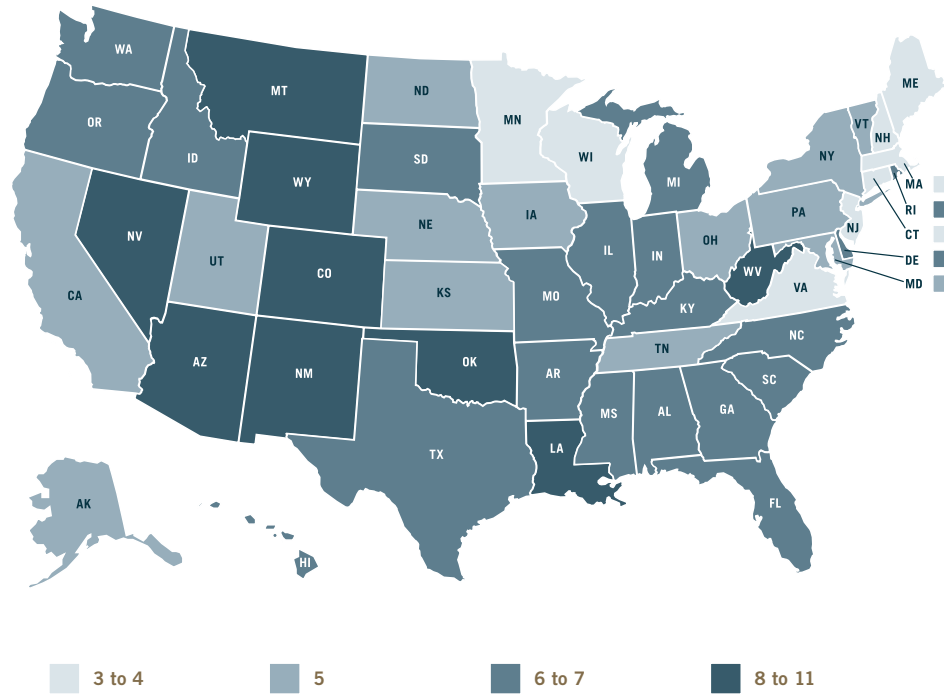 WA
MT
ND
ME
OR
MN
VT
NH
ID
SD
WI
NY
WY
MI
MA
RI
NE
IA
PA
NJ
CT
NV
UT
CO
IL
IN
OH
WV
DE
MD
CA
KS
MO
KY
VA
AZ
NM
OK
AR
TN
NC
SC
MS
AL
GA
LA
TX
AK
FL
HI
3 to 4
5
6 to 7
8 to 11